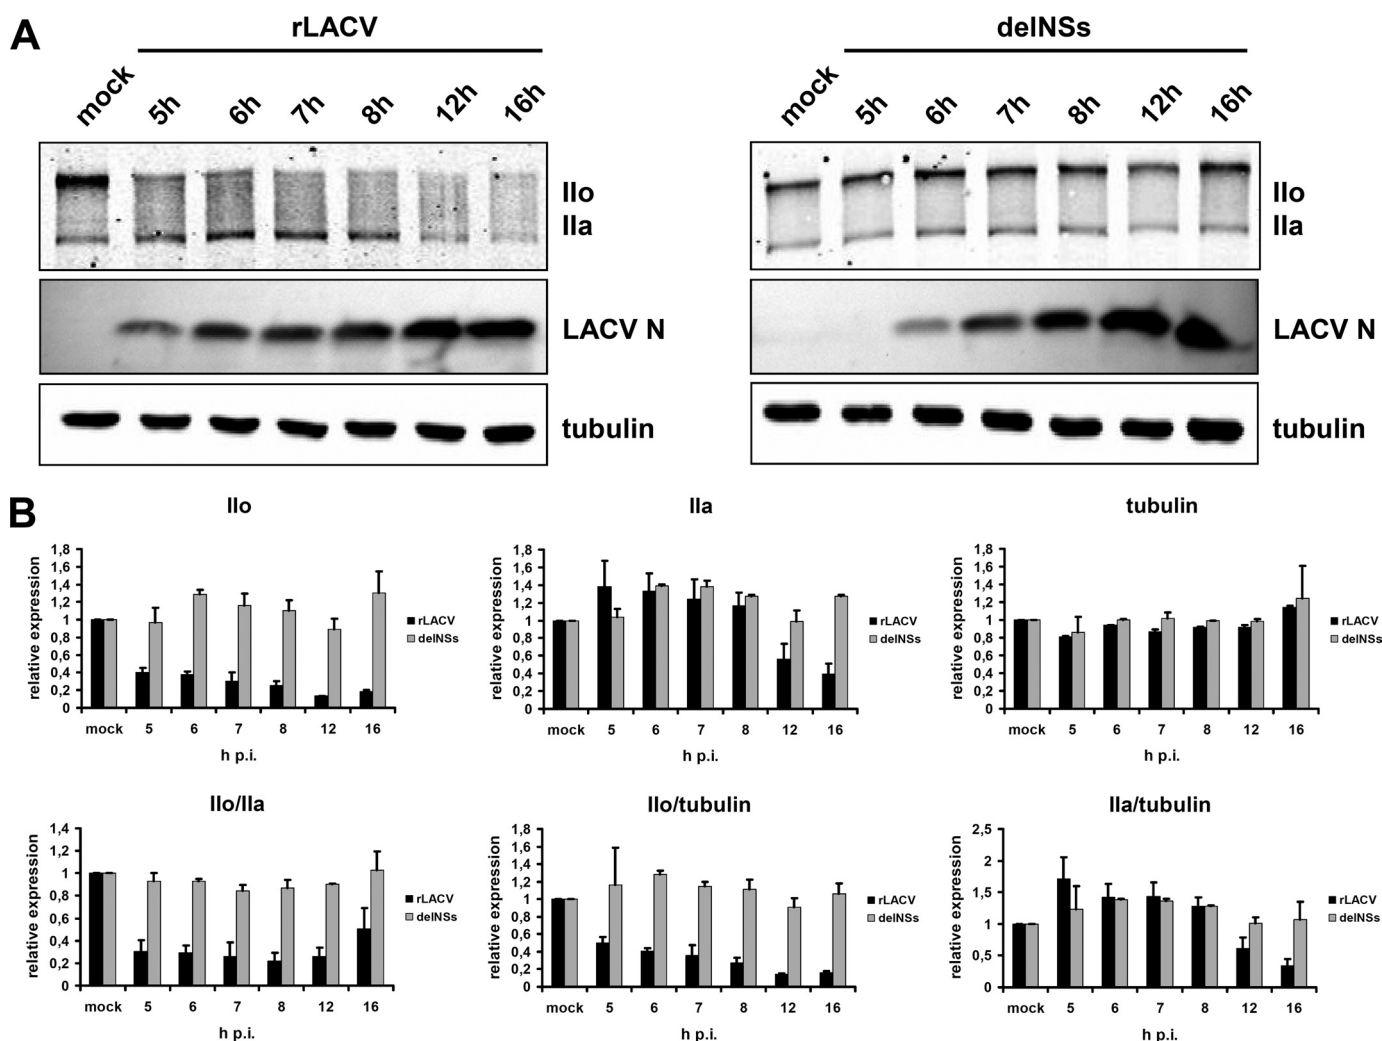 A
rLACV
delNSs
mock 5h 6h 7h 8h 12h 16h
mock 5h 6h 7h 8h 12h 16h
IIo
IIa
IIo
IIa
LACV N
LACV N
tubulin
tubulin
B
IIo
relative expression
1,8
1,6
1,4
1,2
1
0,8
0,6
0,4
0,2
0
mock 5 6 7 8 12 16
h p.i.
rLACV
delNSs
IIa
relative expression
1,8
1,6
1,4
1,2
1
0,8
0,6
0,4
0,2
0
mock 5 6 7 8 12 16
h p.i.
rLACV
delNSs
tubulin
relative expression
1,8
1,6
1,4
1,2
1
0,8
0,6
0,4
0,2
0
mock 5 6 7 8 12 16
h p.i.
rLACV
delNSs
IIo/IIa
relative expression
1,4
1,2
1
0,8
0,6
0,4
0,2
0
mock 5 6 7 8 12 16
h p.i.
rLACV
delNSs
IIo/tubulin
relative expression
1,8
1,6
1,4
1,2
1
0,8
0,6
0,4
0,2
0
mock 5 6 7 8 12 16
h p.i.
rLACV
delNSs
IIa/tubulin
relative expression
2,5
2
1,5
1
0,5
0
mock 5 6 7 8 12 16
h p.i.
rLACV
delNSs